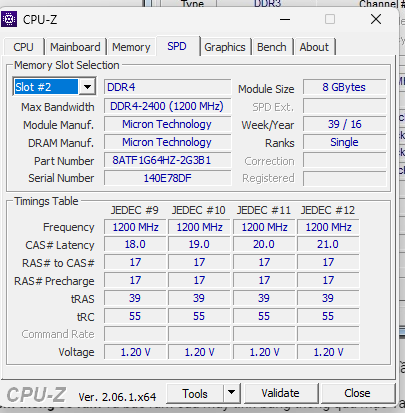 Type DDR3 Channel #
CPU-Z
CPU Mainboard Memory SPD Graphics Bench About
Memory Slot Selection
Slot #2 DDR4 Module Size 8 GBytes
Max Bandwidth DDR4-2400 (1200 MHz) SPD Ext.
Module Manuf. Micron Technology Week/Year 39 / 16
DRAM Manuf. Micron Technology Ranks Single
Part Number 8ATF1G64HZ-2G3B1 Correction
Serial Number 140E78DF Registered
Timings Table
JEDEC #9 JEDEC #10 JEDEC #11 JEDEC #12
Frequency 1200 MHz 1200 MHz 1200 MHz 1200 MHz
CAS# Latency 18.0 19.0 20.0 21.0
RAS# to CAS# 17 17 17 17
RAS# Precharge 17 17 17 17
tRAS 39 39 39 39
tRC 55 55 55 55
Command Rate
Voltage 1.20 V 1.20 V 1.20 V 1.20 V
CPU-Z Ver. 2.06.1.x64 Tools Validate Close